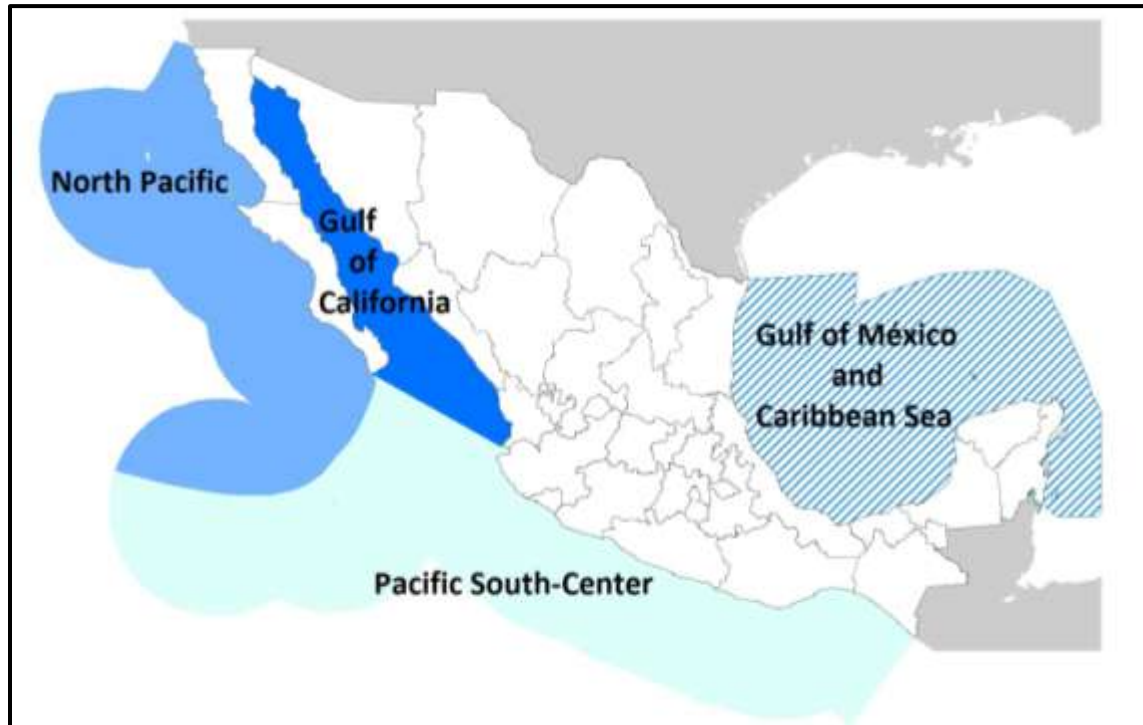 North Pacific
Gulf
of
California
Gulf of México
and
Caribbean Sea
Pacific South-Center